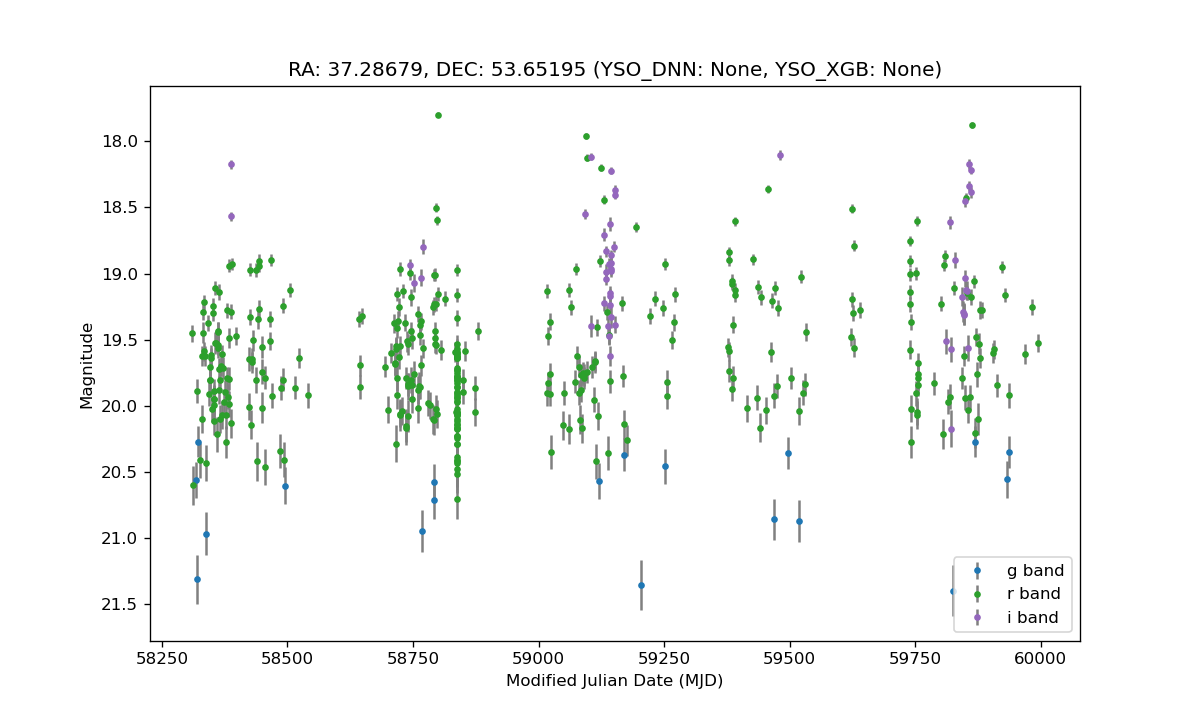 RA: 37.28679, DEC: 53.65195 (YSO_DNN: None, YSO_XGB: None)
Magnitude
18.0
18.5
19.0
19.5
20.0
20.5
21.0
21.5
g band
r band
i band
58250 58500 58750 59000 59250 59500 59750 60000
Modified Julian Date (MJD)